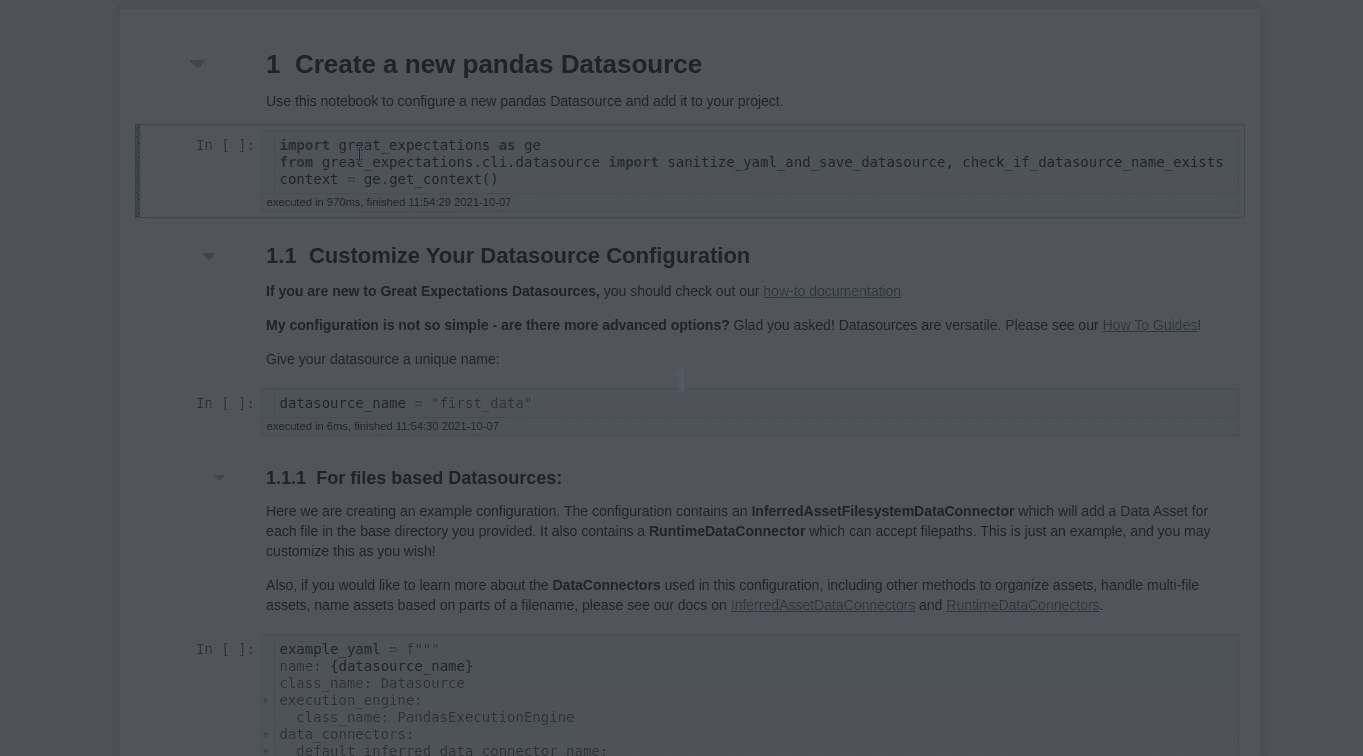 1 Create a new pandas Datasource
Use this notebook to configure a new pandas Datasource and add it to your project.
In [ ]:
import great_expectations as ge
from great_expectations.cli.datasource import sanitize_yaml_and_save_datasource, check_if_datasource_name_exists
context = ge.get_context()
executed in 970ms, finished 11:54:29 2021-10-07
1.1 Customize Your Datasource Configuration
If you are new to Great Expectations Datasources, you should check out our how-to documentation
My configuration is not so simple - are there more advanced options? Glad you asked! Datasources are versatile. Please see our How To Guides!
Give your datasource a unique name:
1
In [ ]:
datasource_name = "first_data"
executed in 6ms, finished 11:54:30 2021-10-07
1.1.1 For files based Datasources:
Here we are creating an example configuration. The configuration contains an InferredAssetFilesystemDataConnector which will add a Data Asset for
each file in the base directory you provided. It also contains a RuntimeDataConnector which can accept filepaths. This is just an example, and you may
customize this as you wish!
Also, if you would like to learn more about the DataConnectors used in this configuration, including other methods to organize assets, handle multi-file
assets, name assets based on parts of a filename, please see our docs on InferredAssetDataConnectors and RuntimeDataConnectors.
In [ ]:
example_yaml = f"""
name: {datasource_name}
class_name: Datasource
execution_engine:
  class_name: PandasExecutionEngine
data_connectors:
  default_inferred_data_connector_name: